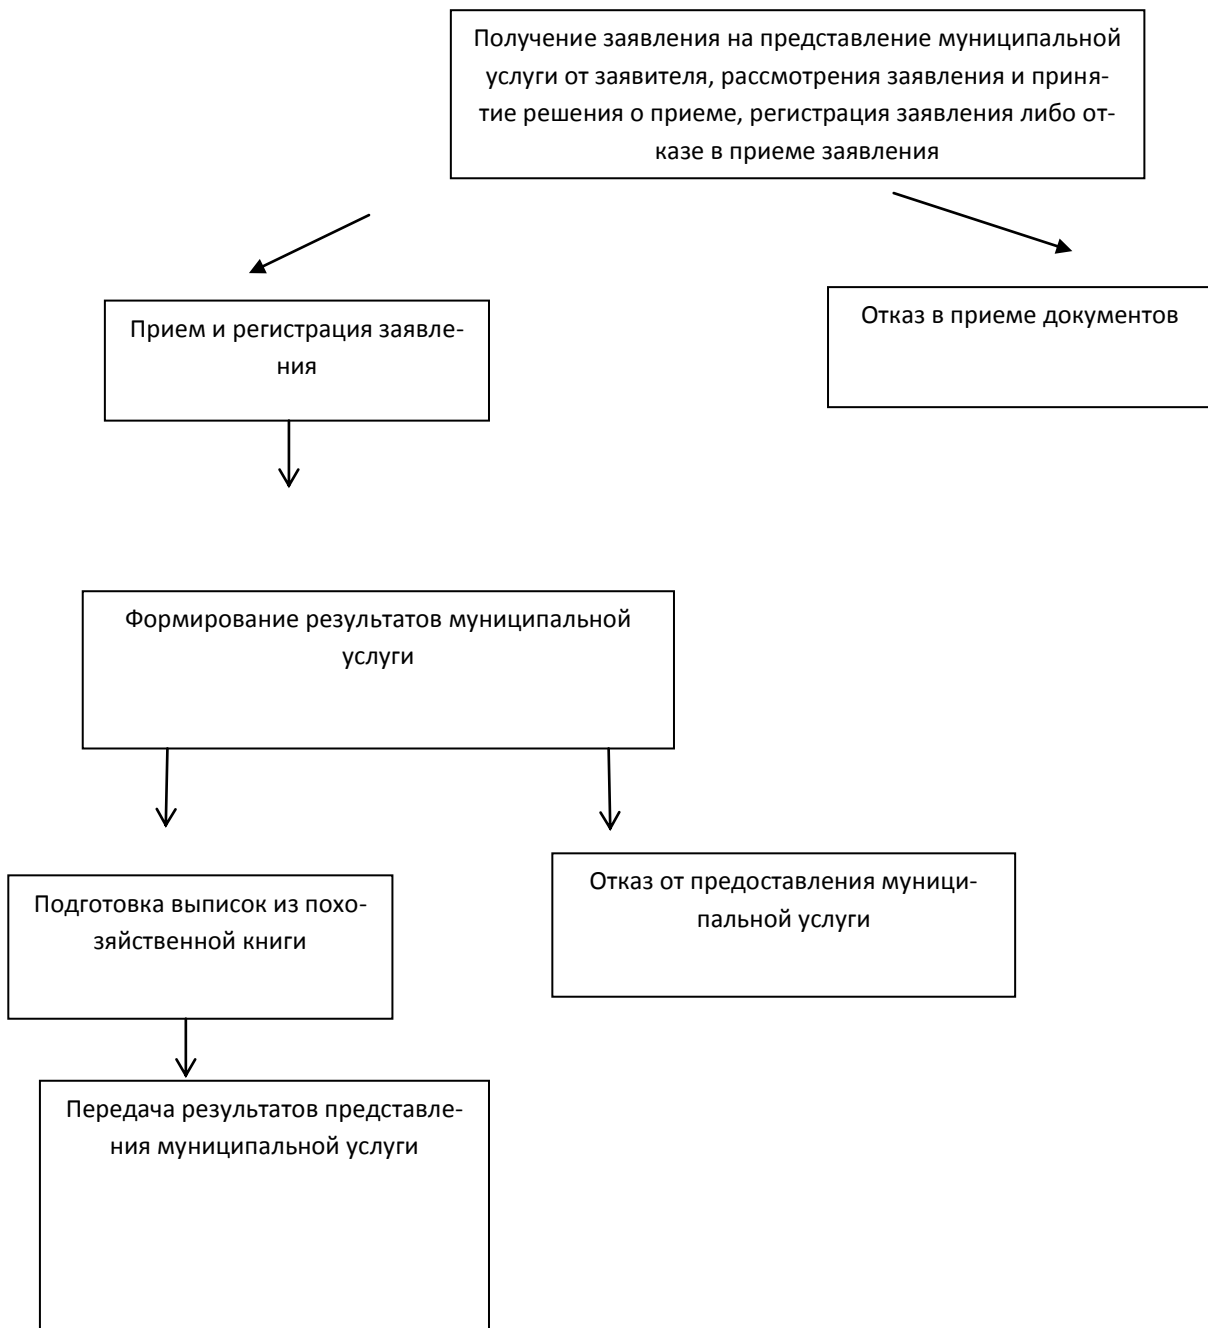 Получение заявления на представление муниципальной
услуги от заявителя, рассмотрения заявления и приня-
тие решения о приеме, регистрация заявления либо от-
казе в приеме заявления
Прием и регистрация заявле-
ния
Отказ в приеме документов
Формирование результатов муниципальной
услуги
Подготовка выписок из похо-
зяйственной книги
Отказ от предоставления муници-
пальной услуги
Передача результатов представле-
ния муниципальной услуги